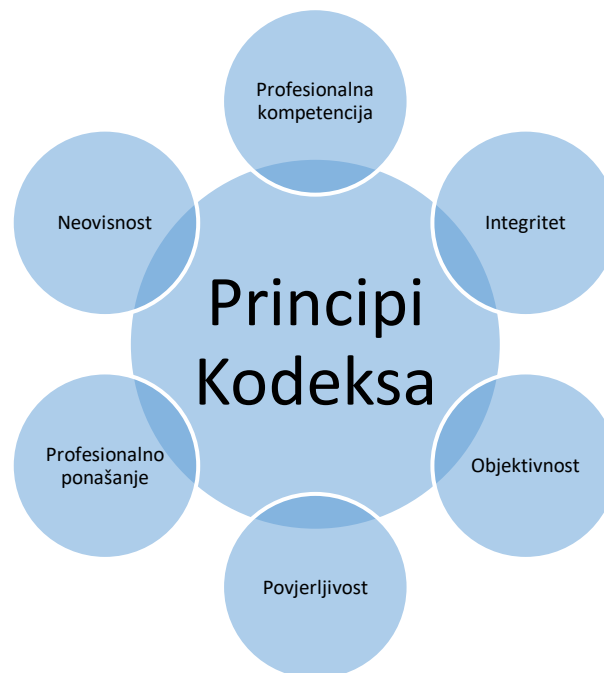 Profesionalna
kompetencija
Neovisnost
Integritet
Principi
Kodeksa
Profesionalno
ponašanje
Objektivnost
Povjerljivost